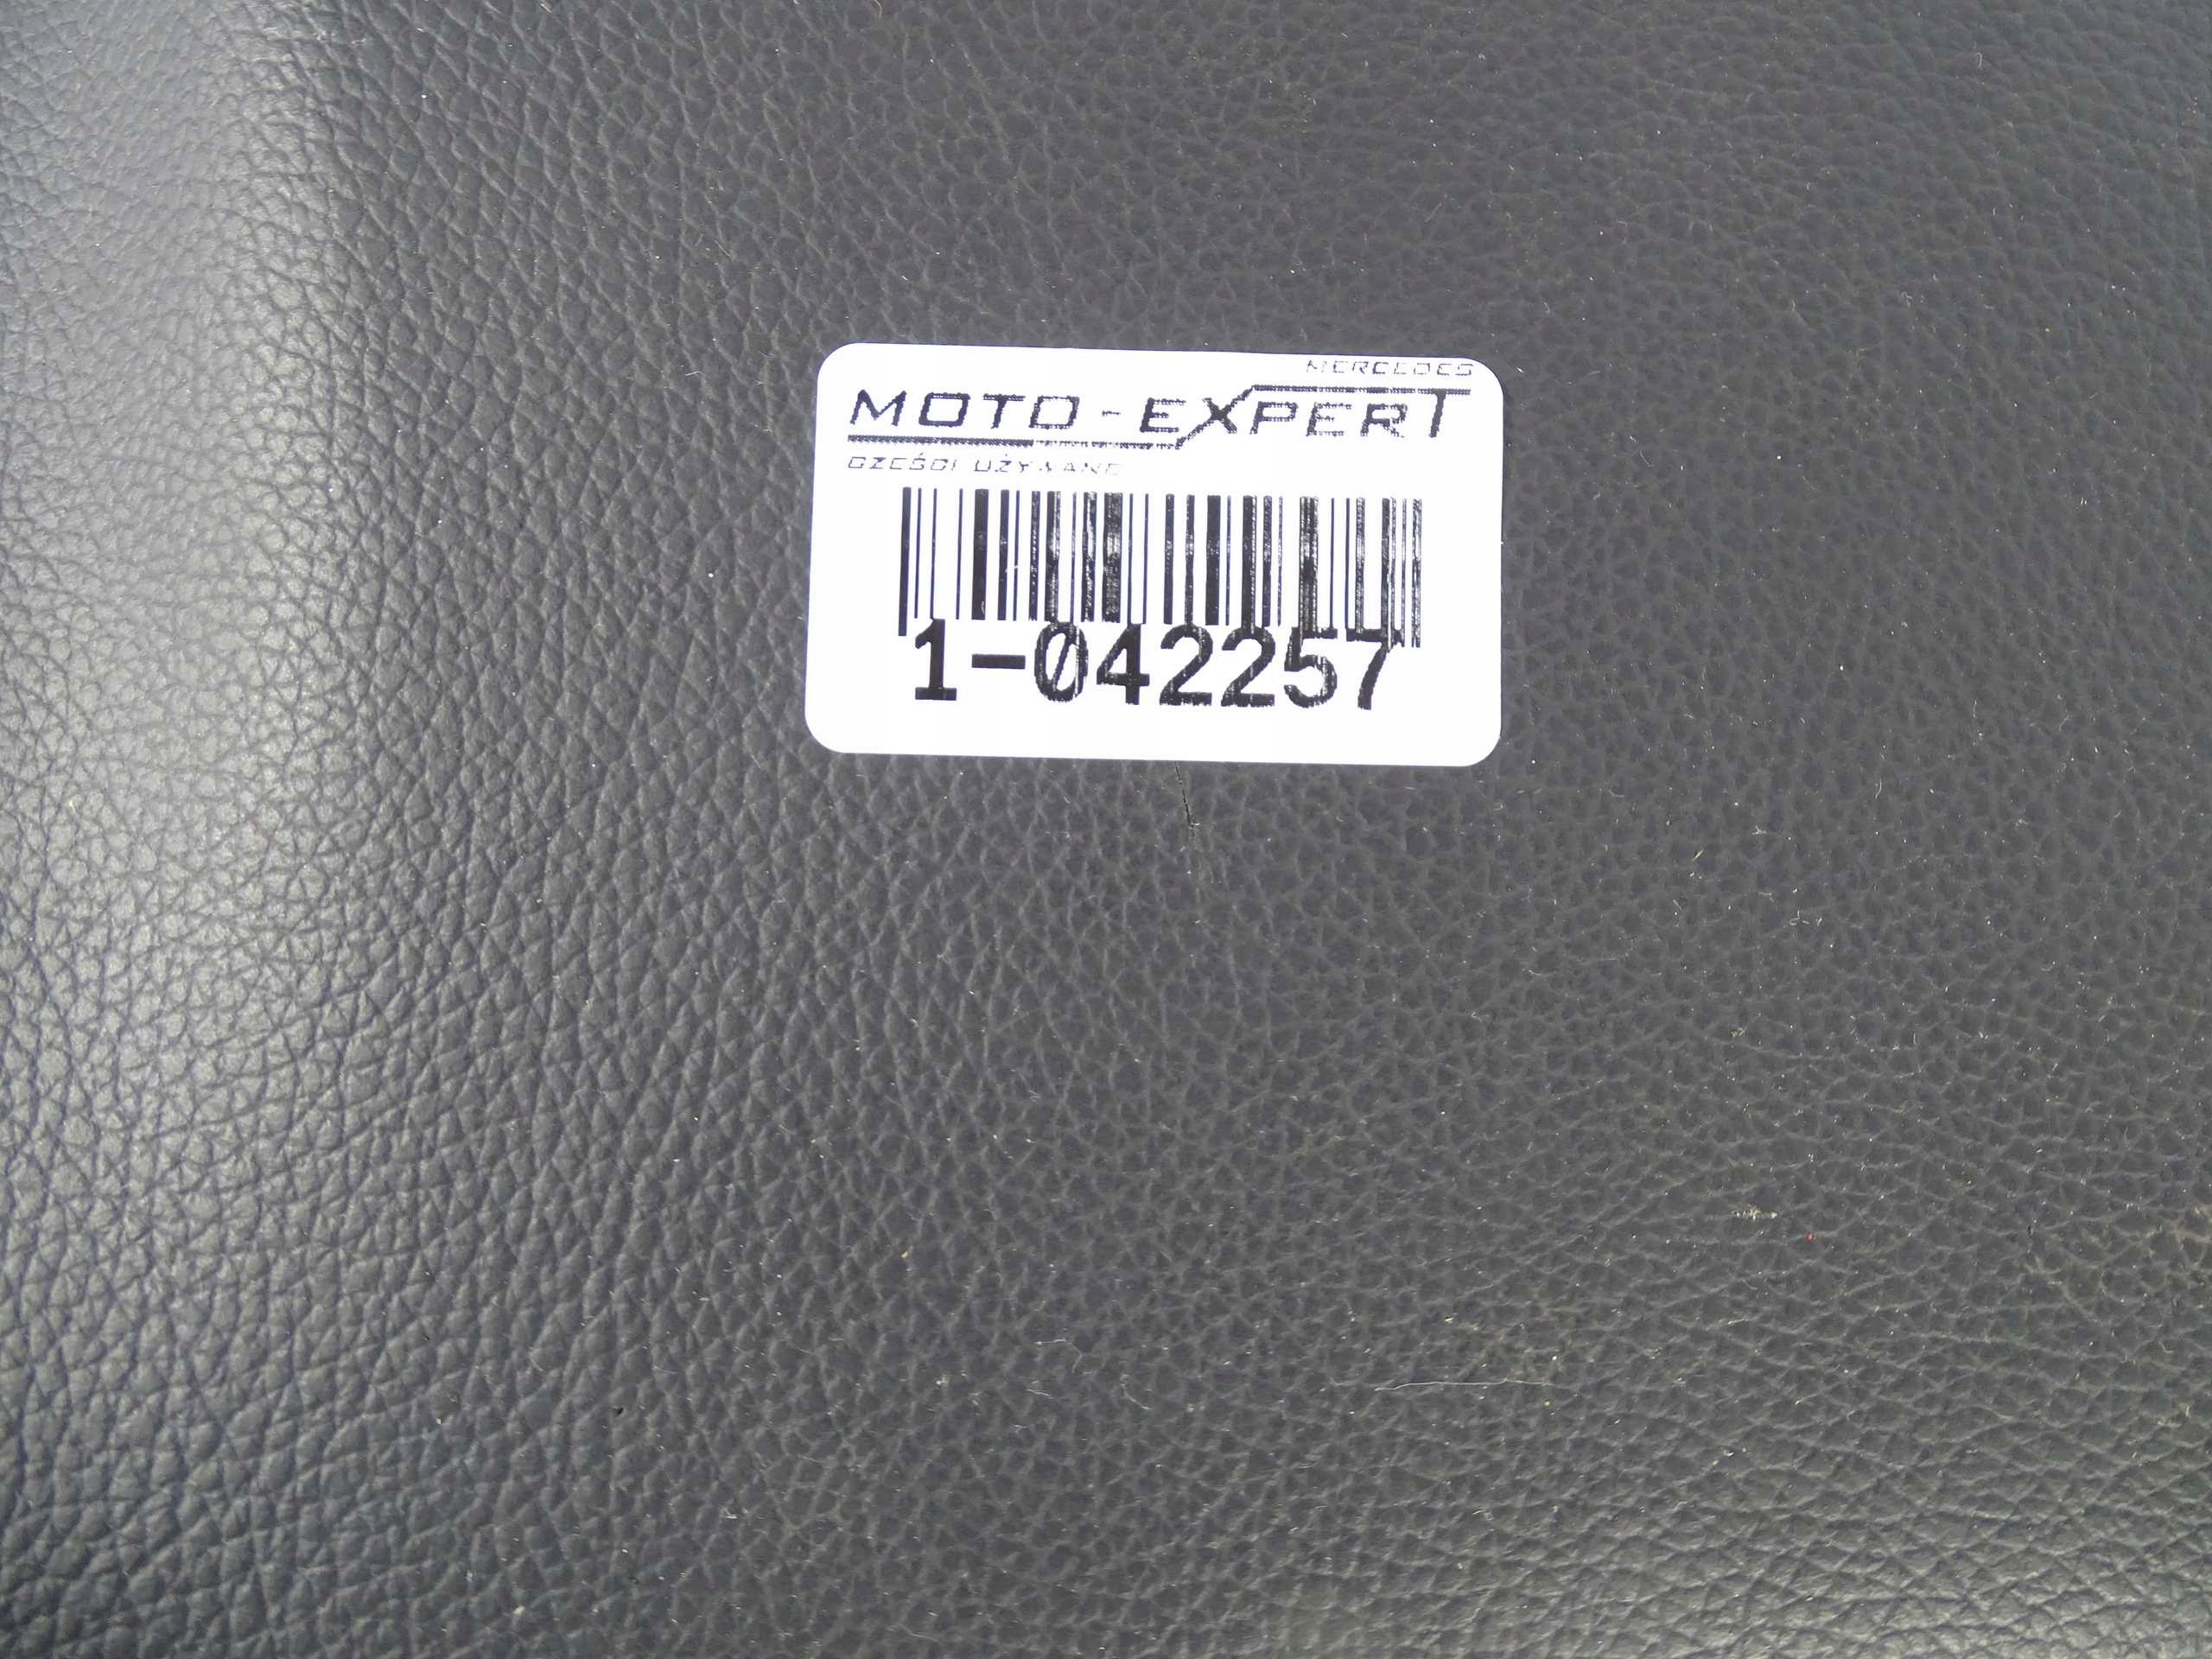 MERCEDES
MOTO-EXPERT
CZĘŚCI UŻYWANE
1-042257